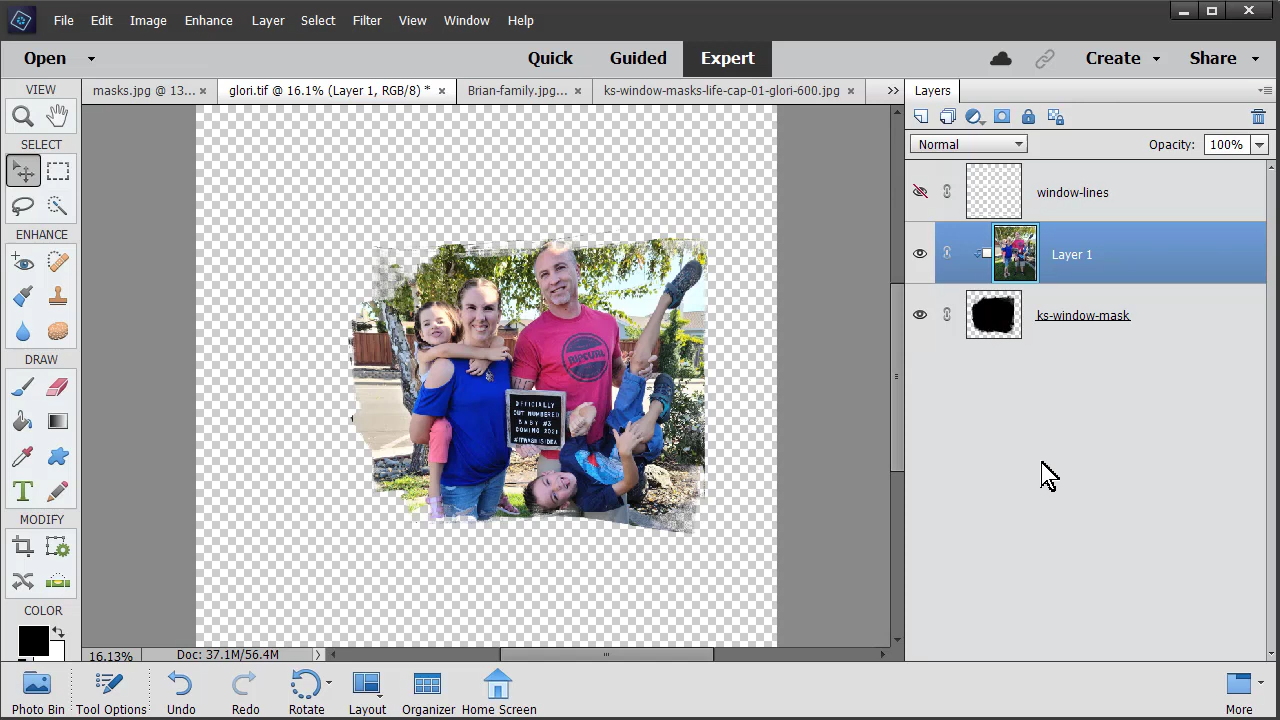 File Edit Image Enhance Layer Select Filter View Window Help
Open Quick Guided Expert Create Share
VIEW
masks.jpg @ 13... × glori.tif @ 16.1% (Layer 1, RGB/8) * × Brian-family.jpg... × ks-window-masks-life-cap-01-glori-600.jpg × >> Layers
SELECT
Normal Opacity: 100%
window-lines
ENHANCE
Layer 1
ks-window-mask
RIPCURL
DRAW
OFFICIALLY
OUT NUMBERED
BABY #3
COMING 2021
T
MODIFY
COLOR
16.13% Doc: 37.1M/56.4M
Photo Bin Tool Options Undo Redo Rotate Layout Organizer Home Screen More